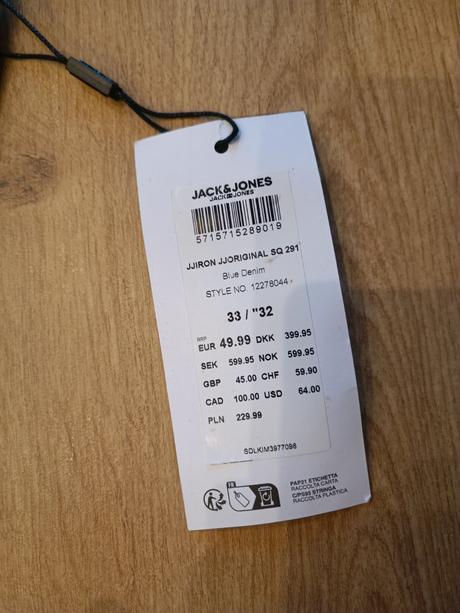 JACK&JONES
JACK&JONES
5715715289019
JJIRON JJORIGINAL SQ 291
Blue Denim
STYLE NO. 12278044
33 / "32
RRP
EUR 49.99 DKK 399.95
SEK 599.95 NOK 599.95
GBP 45.00 CHF 59.90
CAD 100.00 USD 64.00
PLN 229.99
SDLKIM3977098
FR
PAP21 ETICHETTA
RACCOLTA CARTA
C/PS93 STRINGA
RACCOLTA PLASTICA